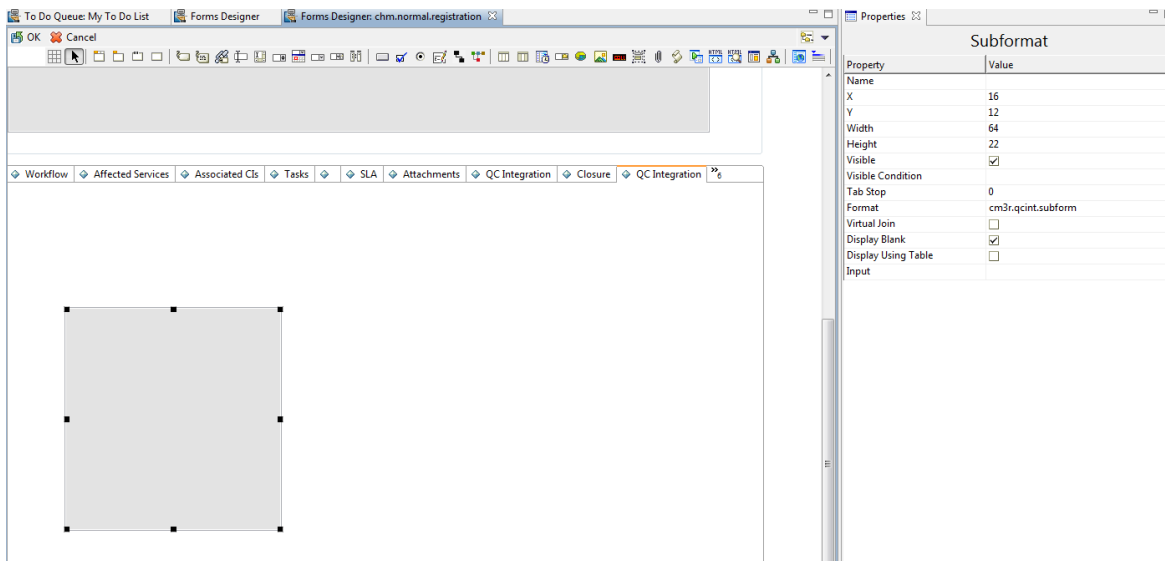 To Do Queue: My To Do List Forms Designer Forms Designer: chm.normal.registration Properties
OK Cancel
Subformat
Property Value
Name
X 16
Y 12
Width 64
Height 22
Visible
Visible Condition
Tab Stop 0
Format cm3r.qcint.subform
Virtual Join
Display Blank
Display Using Table
Input
Workflow Affected Services Associated CIs Tasks SLA Attachments QC Integration Closure QC Integration »6